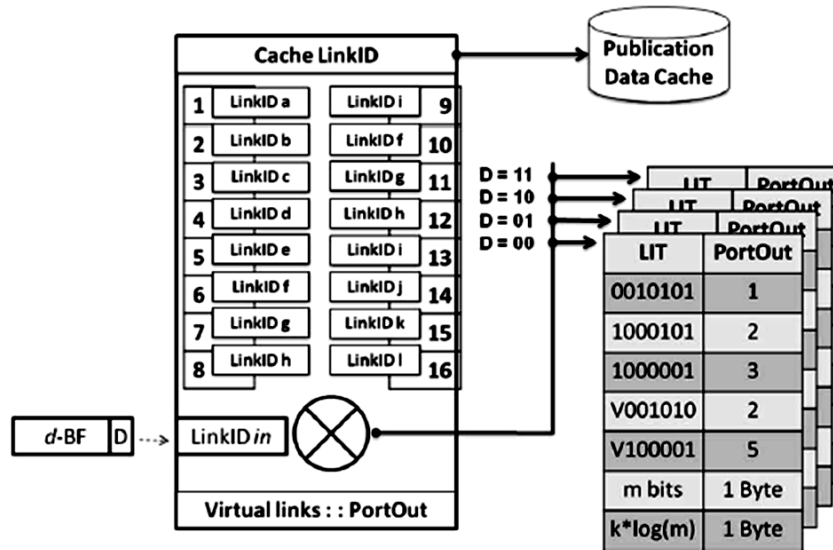 Cache LinkID
Publication
Data Cache
1 LinkID a LinkID i 9
2 LinkID b LinkID f 10
3 LinkID c LinkID g 11
4 LinkID d LinkID h 12
5 LinkID e LinkID i 13
6 LinkID f LinkID j 14
7 LinkID g LinkID k 15
8 LinkID h LinkID l 16
D = 11
D = 10
D = 01
D = 00
LIT PortOut
LIT PortOut
LIT PortOut
LIT PortOut
0010101 1
1000101 2
1000001 3
V001010 2
V100001 5
m bits 1 Byte
k*log(m) 1 Byte
d-BF D LinkID in
Virtual links : : PortOut